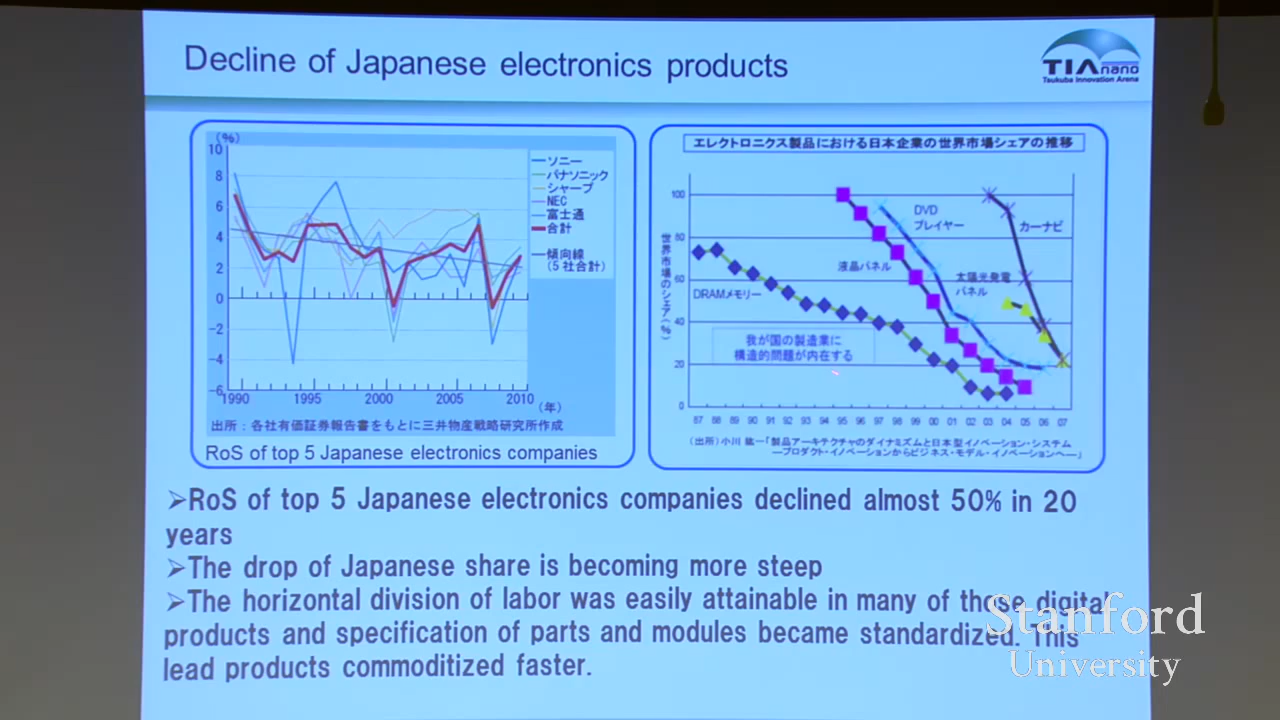 Decline of Japanese electronics products
TIA nano
Tsukuba Innovation Arena
(%)
10
8
6
4
2
0
-2
-4
-6
1990 1995 2000 2005 2010
(年)
ソニー
パナソニック
シャープ
NEC
富士通
合計
傾向線
(5社合計)
出所：各社有価証券報告書をもとに三井物産戦略研究所作成
RoS of top 5 Japanese electronics companies
エレクトロニクス製品における日本企業の世界市場シェアの推移
世界市場のシェア(%)
100
80
60
40
20
0
DVD
プレイヤー
カーナビ
液晶パネル
太陽光発電
パネル
DRAMメモリー
我が国の製造業に
構造的問題が内在する
87 88 89 90 91 92 93 94 95 96 97 98 99 00 01 02 03 04 05 06 07
(出所)小川紘一「製品アーキテクチャのダイナミズムと日本型イノベーション・システム
―プロダクト・イノベーションからビジネス・モデル・イノベーションへ―」
➢RoS of top 5 Japanese electronics companies declined almost 50% in 20
years
➢The drop of Japanese share is becoming more steep
➢The horizontal division of labor was easily attainable in many of those digital
products and specification of parts and modules became standardized. This
lead products commoditized faster.
Stanford
University